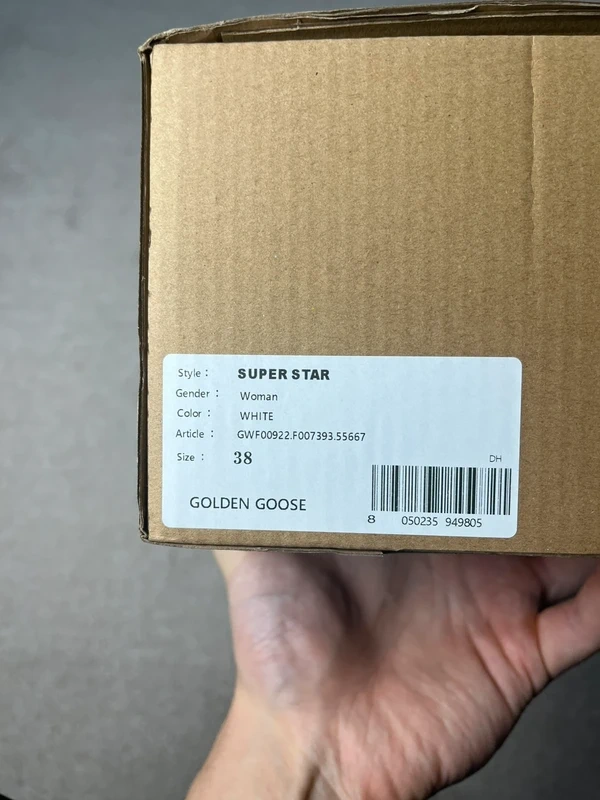 Style： SUPER STAR
Gender： Woman
Color： WHITE
Article： GWF00922.F007393.55667
Size： 38
DH
GOLDEN GOOSE
8 050235 949805